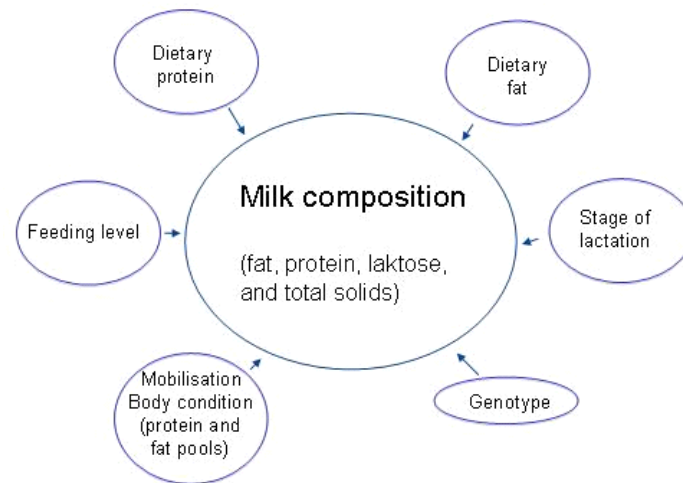 Dietary
protein
Dietary
fat
Milk composition
(fat, protein, laktose,
and total solids)
Feeding level
Stage of
lactation
Mobilisation
Body condition
(protein and
fat pools)
Genotype